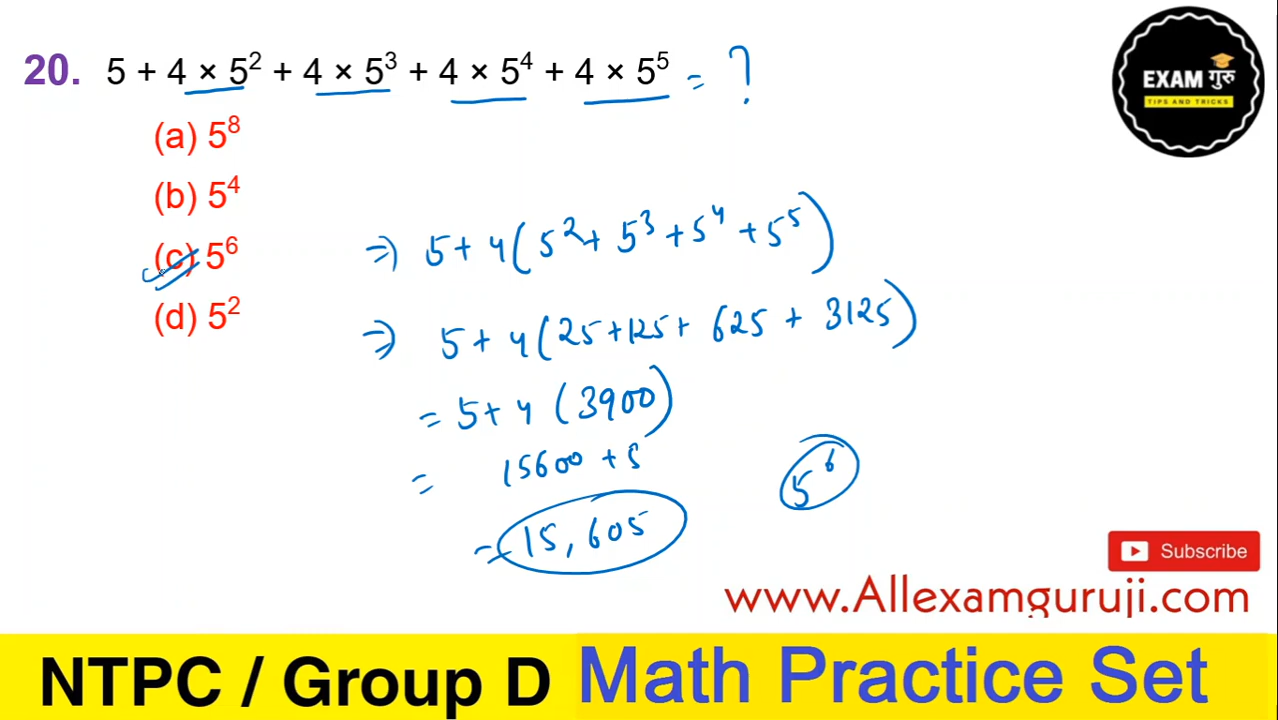 20. 5 + 4 × 5² + 4 × 5³ + 4 × 5⁴ + 4 × 5⁵ = ?
EXAM गुरु
TIPS AND TRICKS
(a) 5⁸
(b) 5⁴
(c) 5⁶
(d) 5²
⇒ 5 + 4 ( 5² + 5³ + 5⁴ + 5⁵ )
⇒ 5 + 4 ( 25 + 125 + 625 + 3125 )
= 5 + 4 ( 3900 )
= 15600 + 5
= 15,605
5⁶
Subscribe
www.Allexamguruji.com
NTPC / Group D Math Practice Set